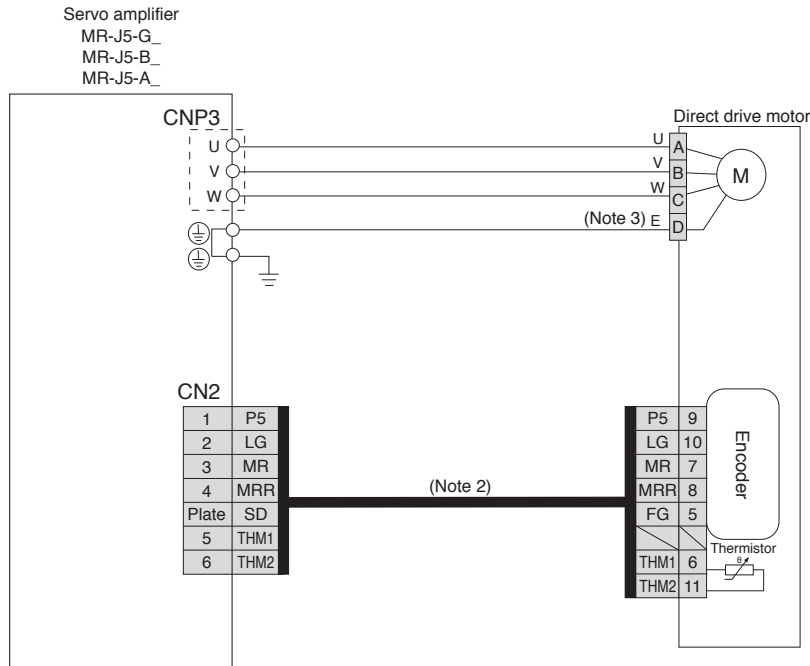 Servo amplifier
MR-J5-G_
MR-J5-B_
MR-J5-A_
CNP3
Direct drive motor
U U A
V V B M
W W C
(Note 3) E D
CN2
1 P5 P5 9
2 LG LG 10
3 MR MR 7
4 MRR (Note 2) MRR 8
Plate SD FG 5
Encoder
5 THM1
Thermistor
θ
6 THM2 THM1 6
THM2 11